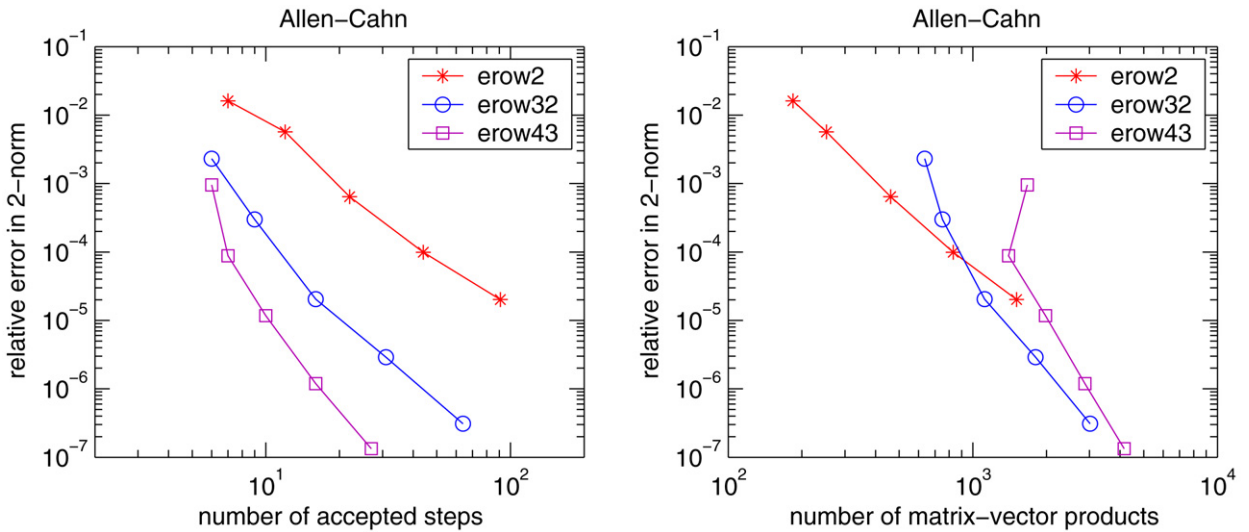 Allen−Cahn
relative error in 2−norm
10^−1
10^−2
10^−3
10^−4
10^−5
10^−6
10^−7
erow2
erow32
erow43
10^1
10^2
number of accepted steps
Allen−Cahn
relative error in 2−norm
10^−1
10^−2
10^−3
10^−4
10^−5
10^−6
10^−7
erow2
erow32
erow43
10^2
10^3
10^4
number of matrix−vector products